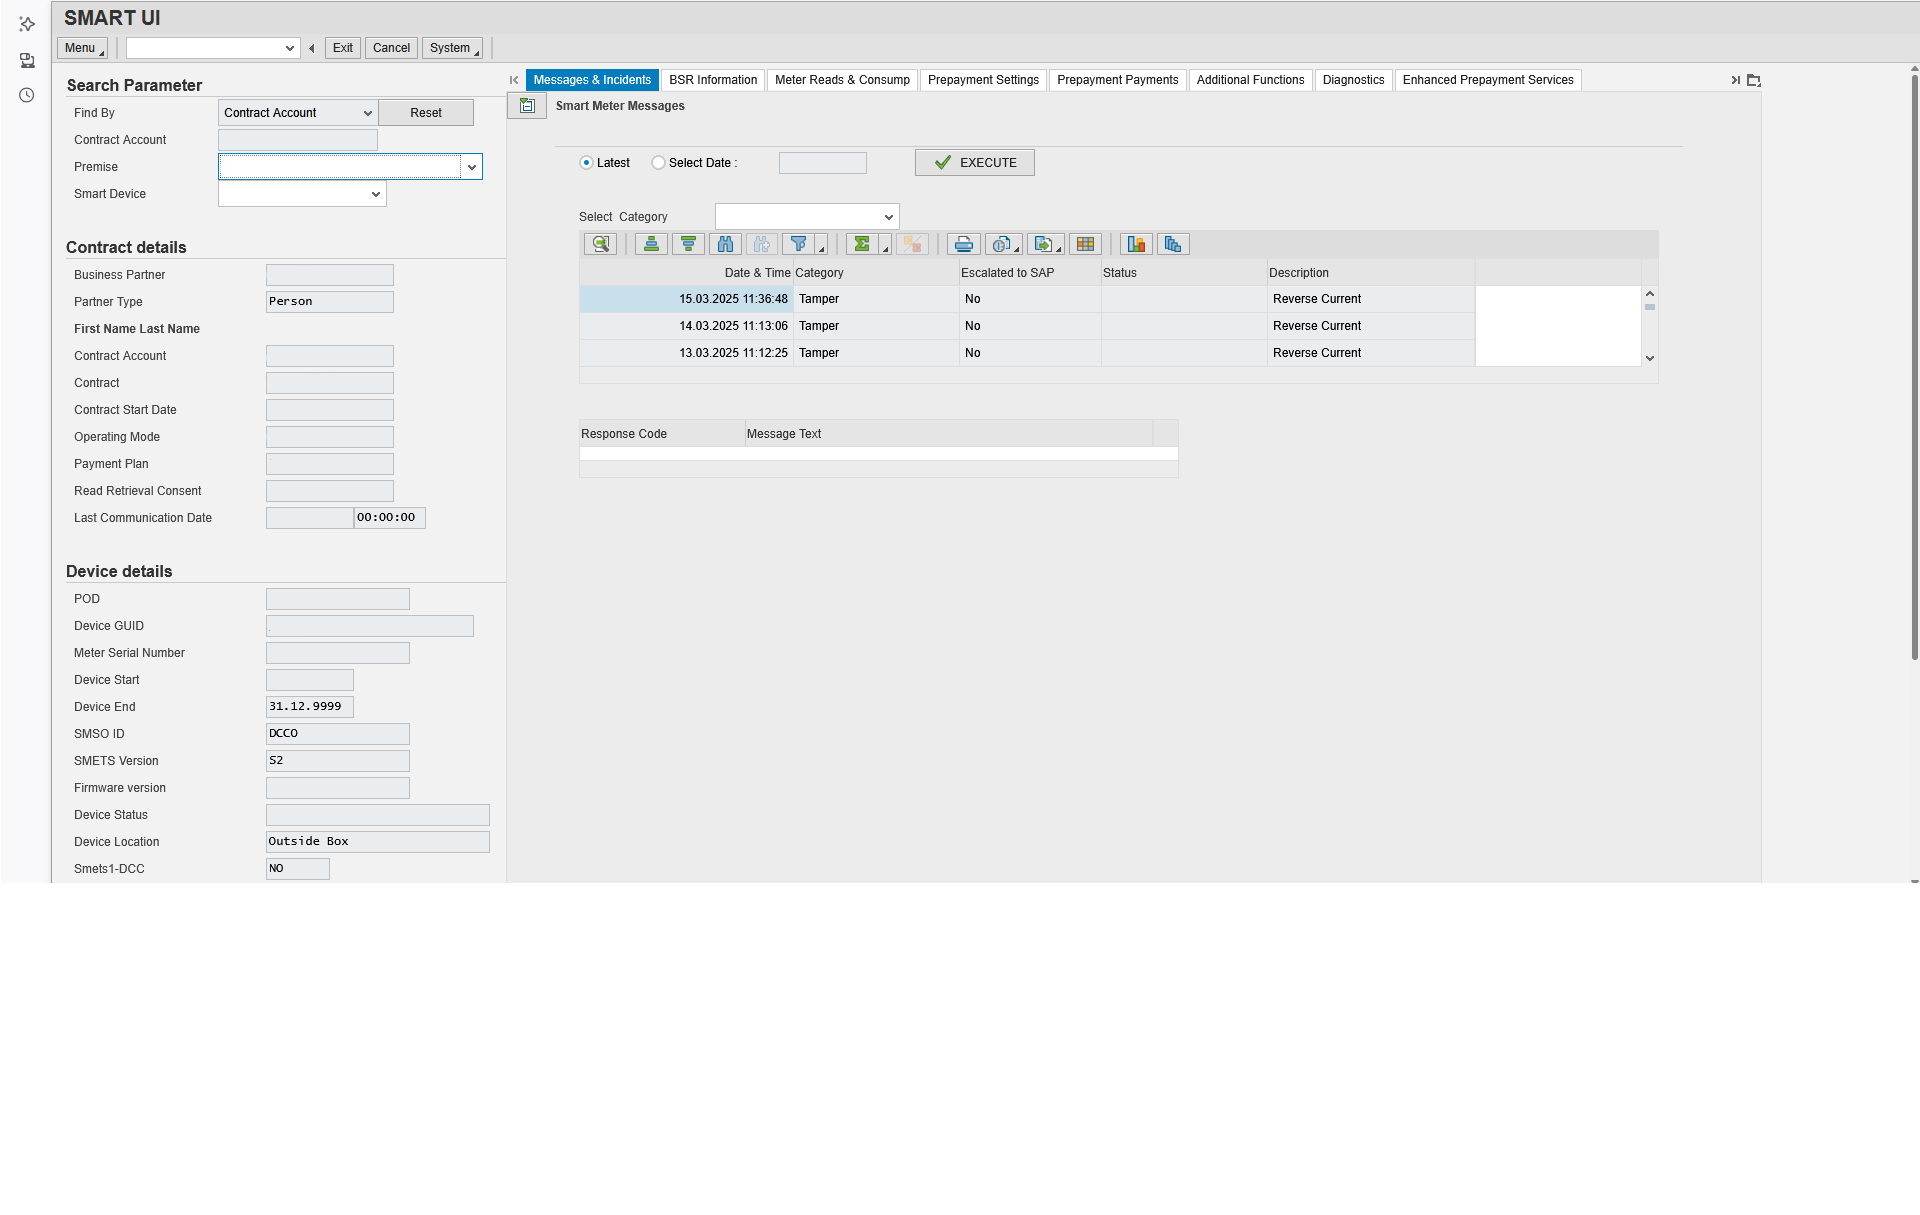 SMART UI
Menu
Exit
Cancel
System
Search Parameter
Find By
Contract Account
Reset
Contract Account
Premise
Smart Device
Contract details
Business Partner
Partner Type
Person
First Name Last Name
Contract Account
Contract
Contract Start Date
Operating Mode
Payment Plan
Read Retrieval Consent
Last Communication Date
00:00:00
Device details
POD
Device GUID
Meter Serial Number
Device Start
Device End
31.12.9999
SMSO ID
DCCO
SMETS Version
S2
Firmware version
Device Status
Device Location
Outside Box
Smets1-DCC
NO
Messages & Incidents
BSR Information
Meter Reads & Consump
Prepayment Settings
Prepayment Payments
Additional Functions
Diagnostics
Enhanced Prepayment Services
Smart Meter Messages
Latest
Select Date :
EXECUTE
Select Category
Date & Time Category Escalated to SAP Status Description
15.03.2025 11:36:48 Tamper No Reverse Current
14.03.2025 11:13:06 Tamper No Reverse Current
13.03.2025 11:12:25 Tamper No Reverse Current
Response Code Message Text